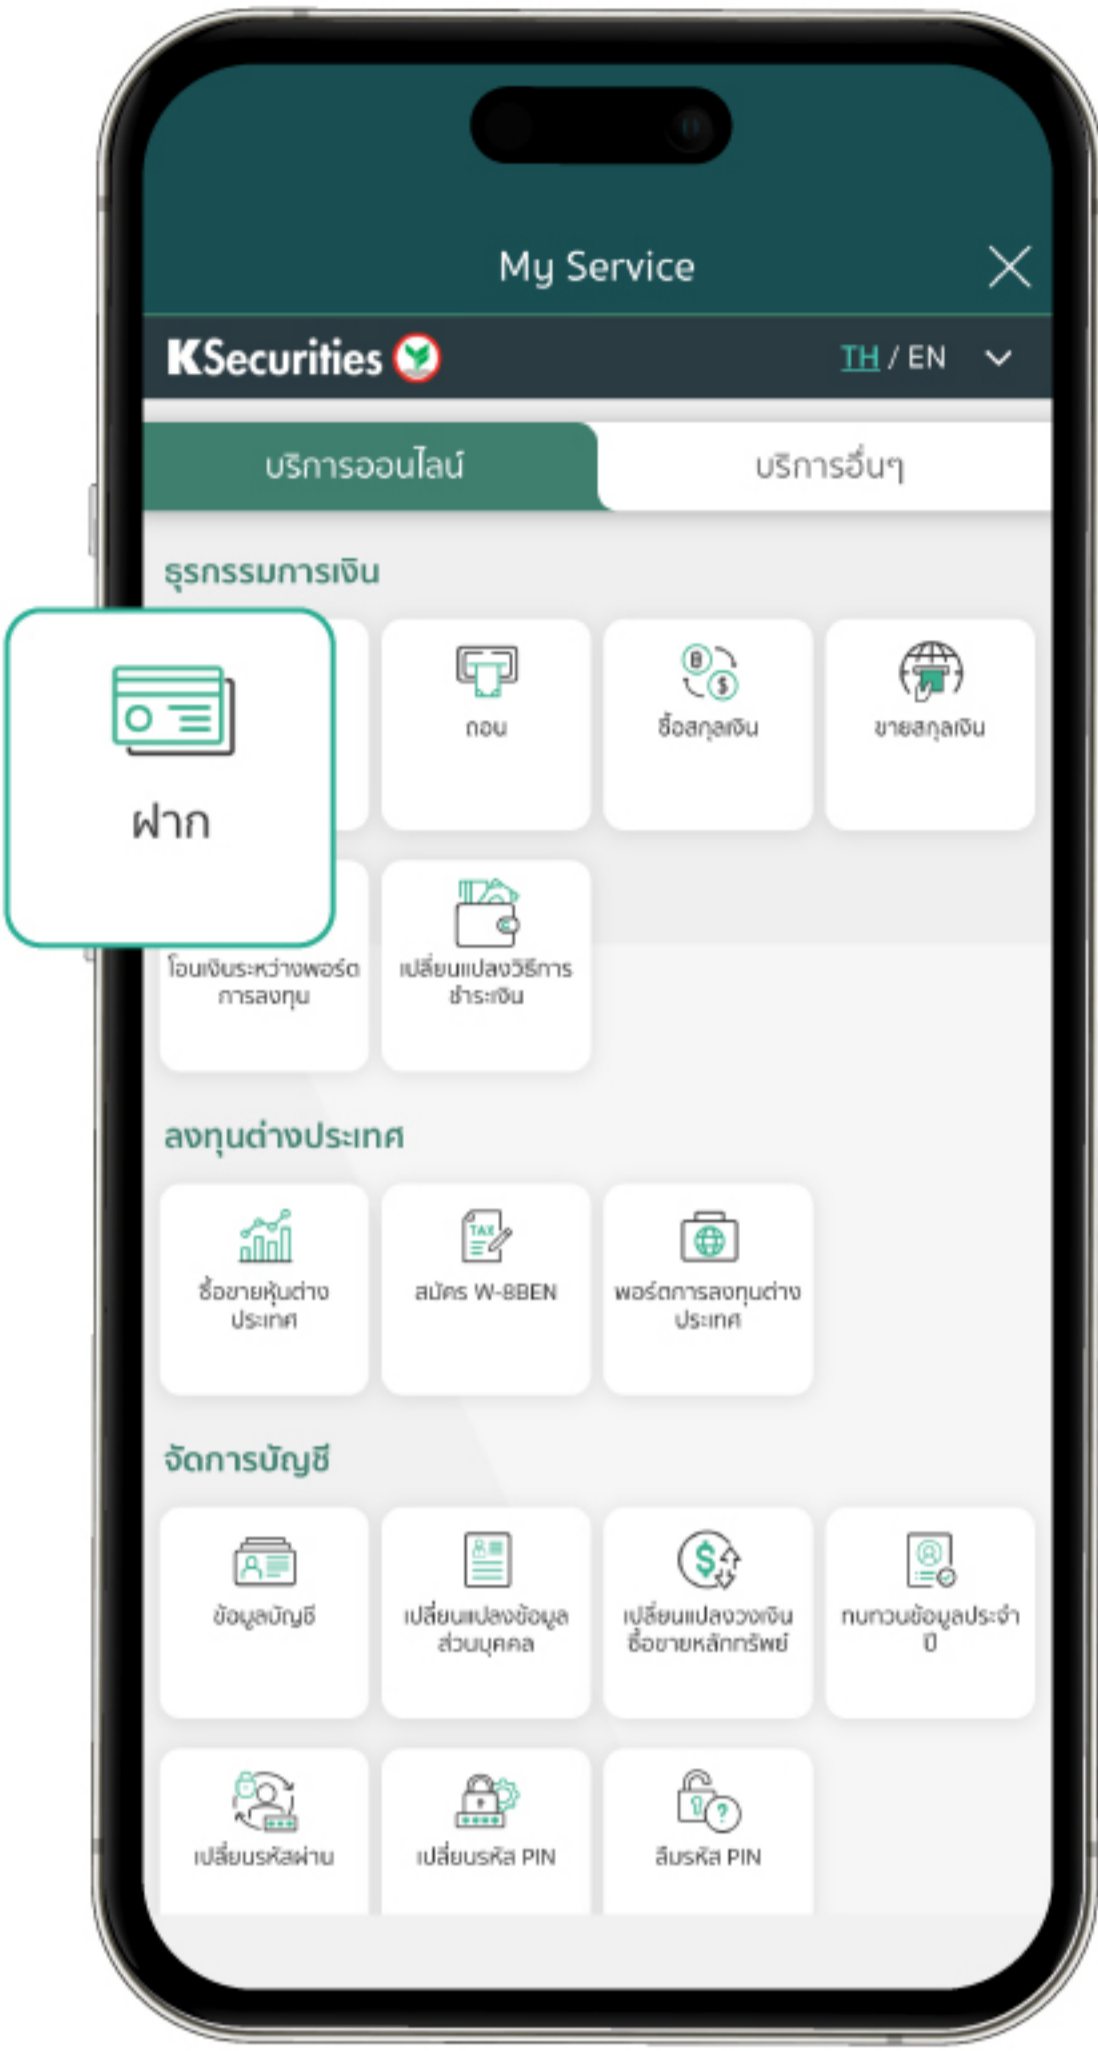 My Service
KSecurities
TH / EN
บริการออนไลน์
บริการอื่นๆ
ธุรกรรมการเงิน
ฝาก
ถอน
ซื้อสกุลเงิน
ขายสกุลเงิน
โอนเงินระหว่างพอร์ต
การลงทุน
เปลี่ยนแปลงวิธีการ
ชำระเงิน
ลงทุนต่างประเทศ
ซื้อขายหุ้นต่าง
ประเทศ
TAX
สมัคร W-8BEN
พอร์ตการลงทุนต่าง
ประเทศ
จัดการบัญชี
ข้อมูลบัญชี
เปลี่ยนแปลงข้อมูล
ส่วนบุคคล
เปลี่ยนแปลงวงเงิน
ซื้อขายหลักทรัพย์
ทบทวนข้อมูลประจำ
ปี
เปลี่ยนรหัสผ่าน
เปลี่ยนรหัส PIN
ลืมรหัส PIN